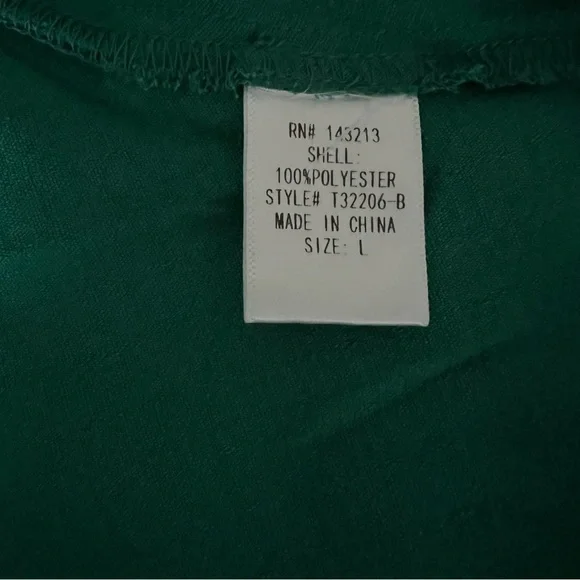 RN# 143213
SHELL:
100%POLYESTER
STYLE# T32206-B
MADE IN CHINA
SIZE: L